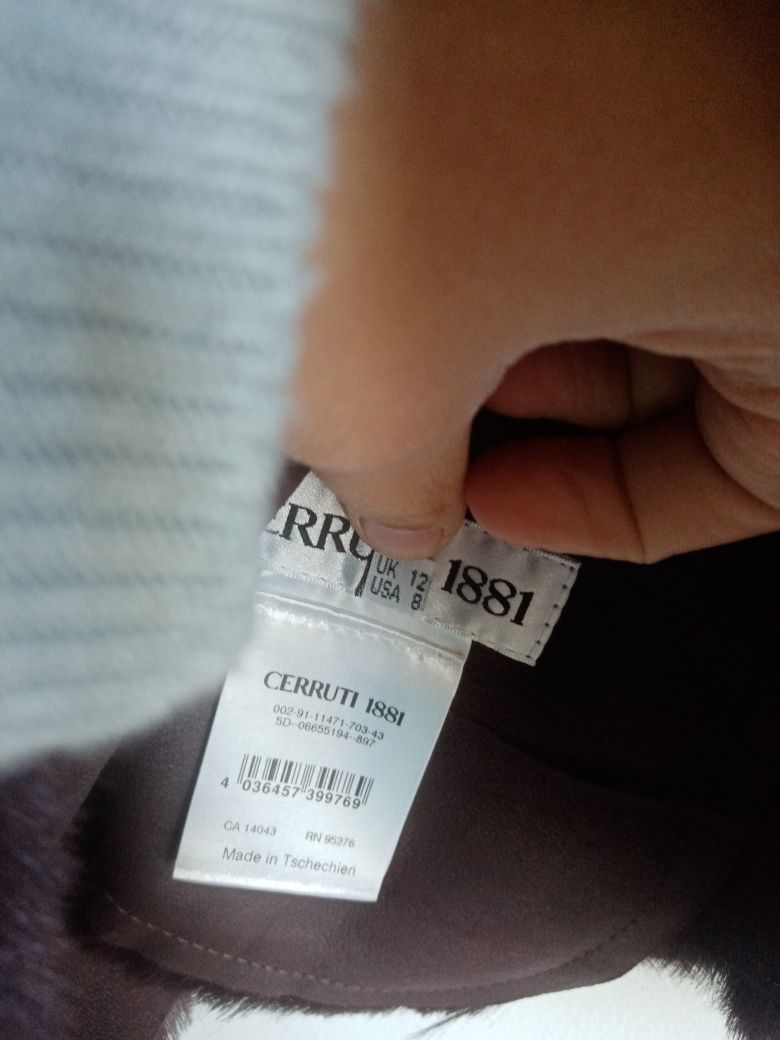 UK 12
USA 8
1881
CERRUTI 1881
002-91-11471-703-43
5D--06655194--897
4 036457 399769
CA 14043 RN 95276
Made in Tschechien